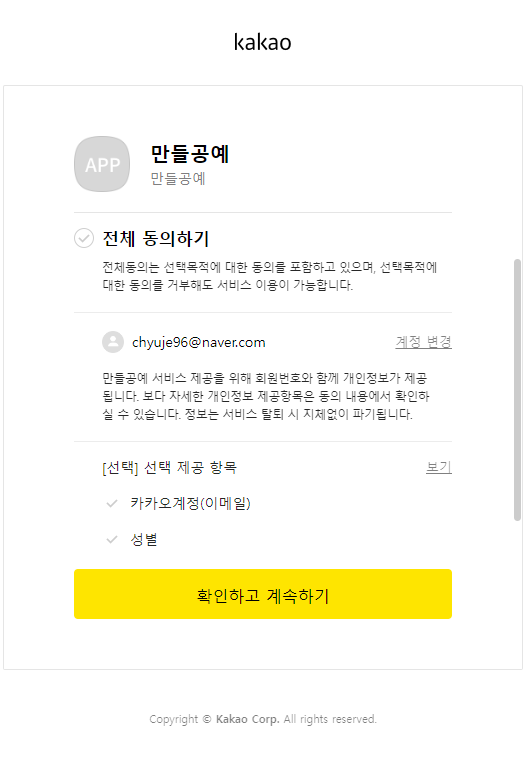 kakao
APP
만들공예
만들공예
전체 동의하기
전체동의는 선택목적에 대한 동의를 포함하고 있으며, 선택목적에
대한 동의를 거부해도 서비스 이용이 가능합니다.
chyuje96@naver.com 계정 변경
만들공예 서비스 제공을 위해 회원번호와 함께 개인정보가 제공
됩니다. 보다 자세한 개인정보 제공항목은 동의 내용에서 확인하
실 수 있습니다. 정보는 서비스 탈퇴 시 지체없이 파기됩니다.
[선택] 선택 제공 항목 보기
카카오계정(이메일)
성별
확인하고 계속하기
Copyright © Kakao Corp. All rights reserved.